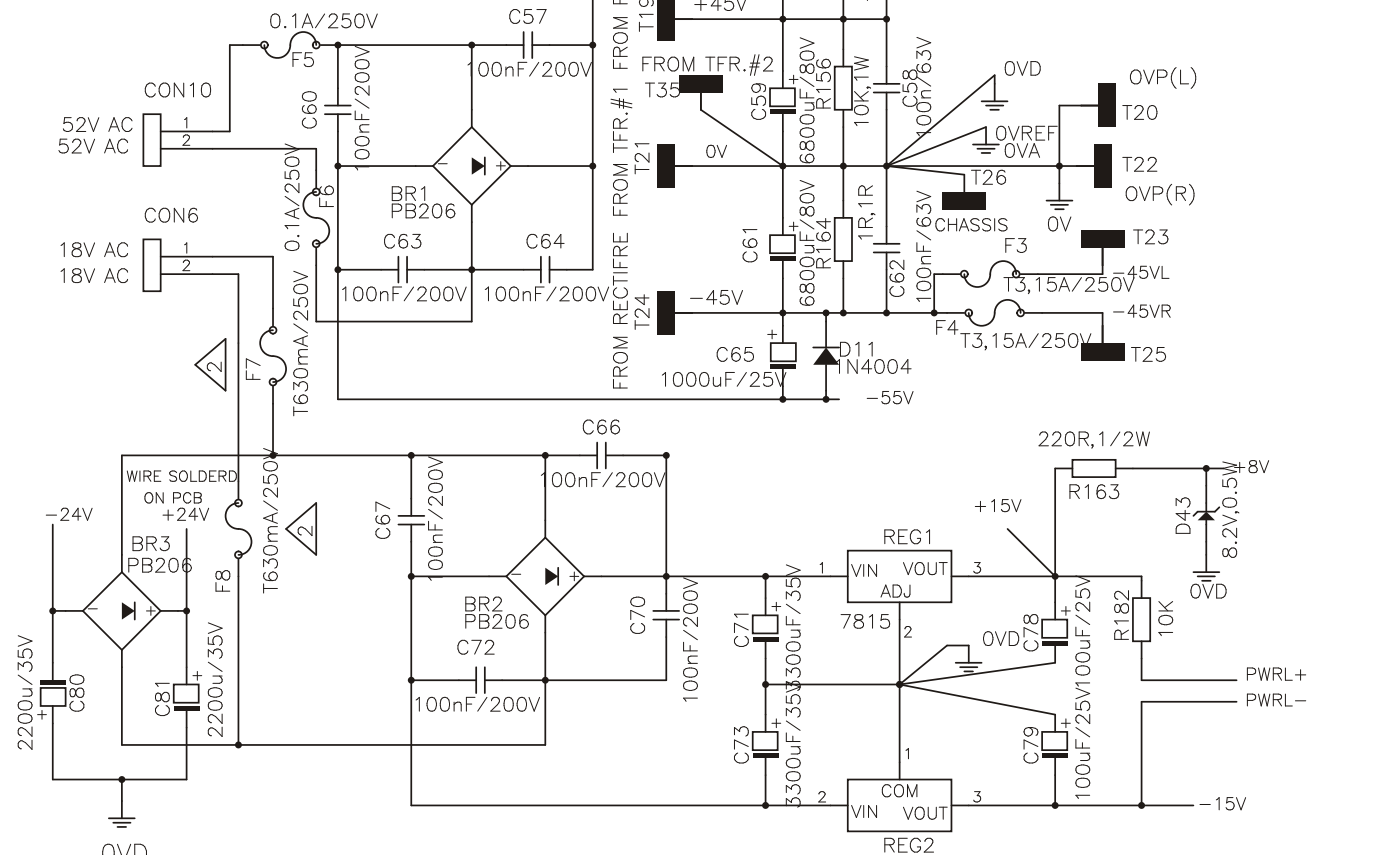 0.1A/250V
F5
C57
100nF/200V
CON10
52V AC
52V AC
1
2
C60
100nF/200V
BR1
PB206
0.1A/250V
F6
CON6
18V AC
18V AC
1
2
C63
100nF/200V
C64
100nF/200V
F7
T630mA/250V
2
FROM RECTIFRE
FROM TFR.#1
T19
+45V
FROM TFR.#2
T35
T21
0V
T24
-45V
C59
6800uF/80V
R156
10K,1W
C58
100n/63V
C61
6800uF/80V
R164
1R,1R
C62
100nF/63V
0VD
0VREF
0VA
T26
CHASSIS
0V
0VP(L)
T20
T22
0VP(R)
F3
T3,15A/250V
T23
-45VL
F4
T3,15A/250V
-45VR
T25
C65
1000uF/25V
D11
1N4004
-55V
WIRE SOLDERD
ON PCB
-24V
+24V
BR3
PB206
F8
T630mA/250V
2
C80
2200u/35V
C81
2200u/35V
0VD
C66
100nF/200V
C67
100nF/200V
BR2
PB206
C70
100nF/200V
C72
100nF/200V
C71
3300uF/35V
C73
3300uF/35V
REG1
1
VIN
VOUT
3
ADJ
7815
2
0VD
1
COM
2
VIN
VOUT
3
REG2
+15V
220R,1/2W
R163
+8V
D43
8.2V,0.5W
0VD
C78
100uF/25V
R182
10K
C79
100uF/25V
PWRL+
PWRL-
-15V